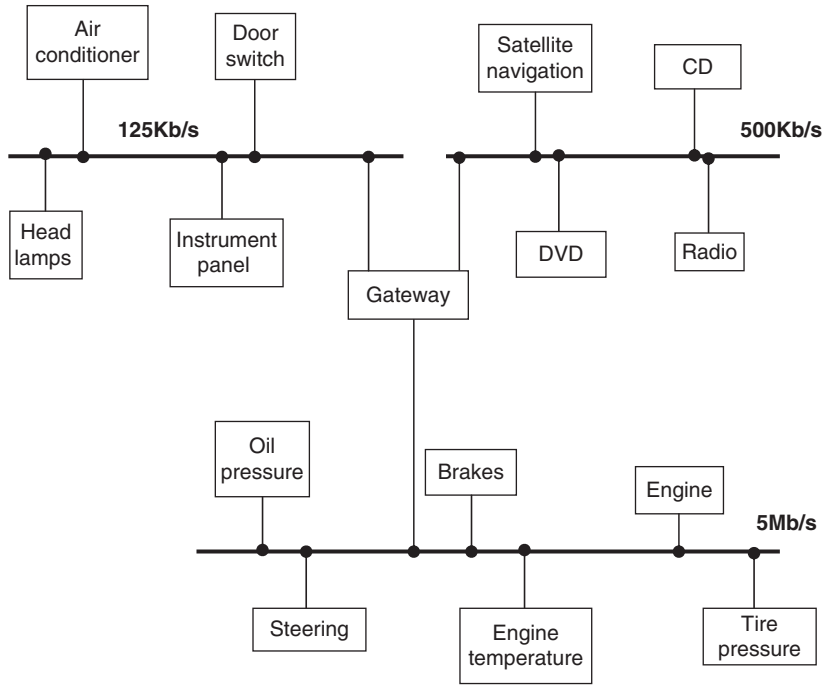 Air
conditioner
Door
switch
Satellite
navigation
CD
125Kb/s
500Kb/s
Head
lamps
Instrument
panel
DVD
Radio
Gateway
Oil
pressure
Brakes
Engine
5Mb/s
Steering
Engine
temperature
Tire
pressure